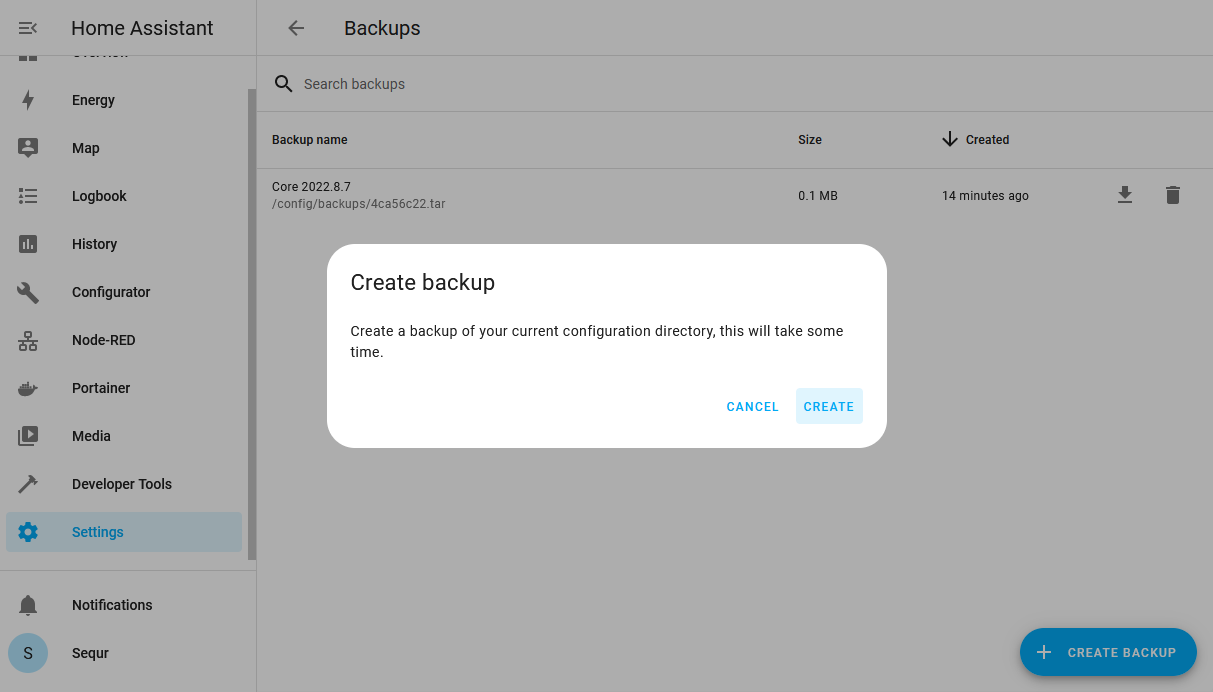 Home Assistant
Backups
Overview
Search backups
Energy
Map
Logbook
History
Configurator
Node-RED
Portainer
Media
Developer Tools
Settings
Notifications
S
Sequr
Backup name
Size
Created
Core 2022.8.7
/config/backups/4ca56c22.tar
0.1 MB
14 minutes ago
Create backup
Create a backup of your current configuration directory, this will take some
time.
CANCEL
CREATE
CREATE BACKUP